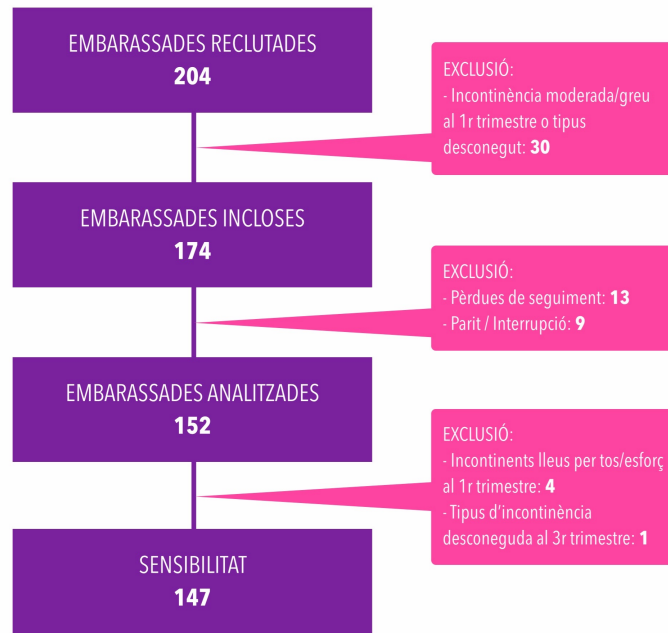 EMBARASSADES RECLUTADES
204
EXCLUSIÓ:
- Incontinència moderada/greu
al 1r trimestre o tipus
desconegut: 30
EMBARASSADES INCLOSES
174
EXCLUSIÓ:
- Pèrdues de seguiment: 13
- Parit / Interrupció: 9
EMBARASSADES ANALITZADES
152
EXCLUSIÓ:
- Incontinents lleus per tos/esforç
al 1r trimestre: 4
- Tipus d’incontinència
desconeguda al 3r trimestre: 1
SENSIBILITAT
147